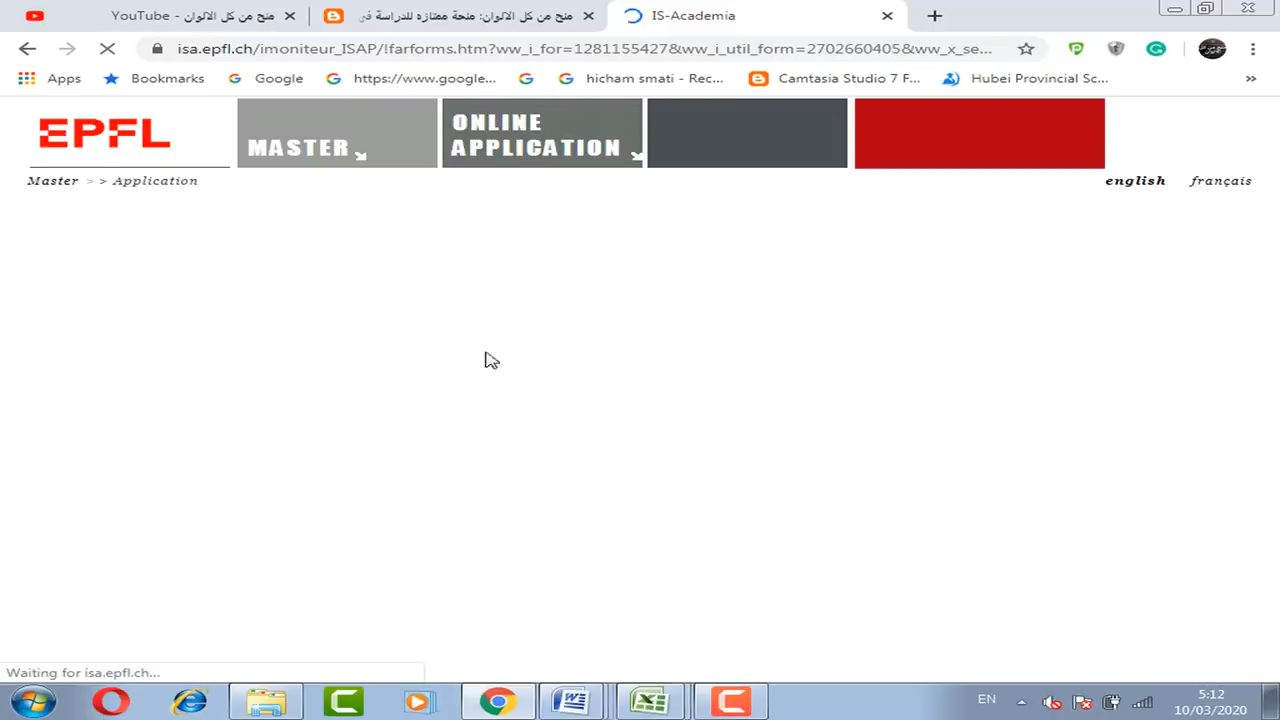 منح من كل الالوان - YouTube
منح من كل الالوان: منحة ممتازه للدراسة في
IS-Academia
isa.epfl.ch/imoniteur_ISAP/!farforms.htm?ww_i_for=1281155427&ww_i_util_form=2702660405&ww_x_se...
Apps
Bookmarks
Google
https://www.google...
hicham smati - Rec...
Camtasia Studio 7 F...
Hubei Provincial Sc...
»
EPFL
MASTER
ONLINE
APPLICATION
Master > > Application
english français
Waiting for isa.epfl.ch...
EN
5:12
10/03/2020